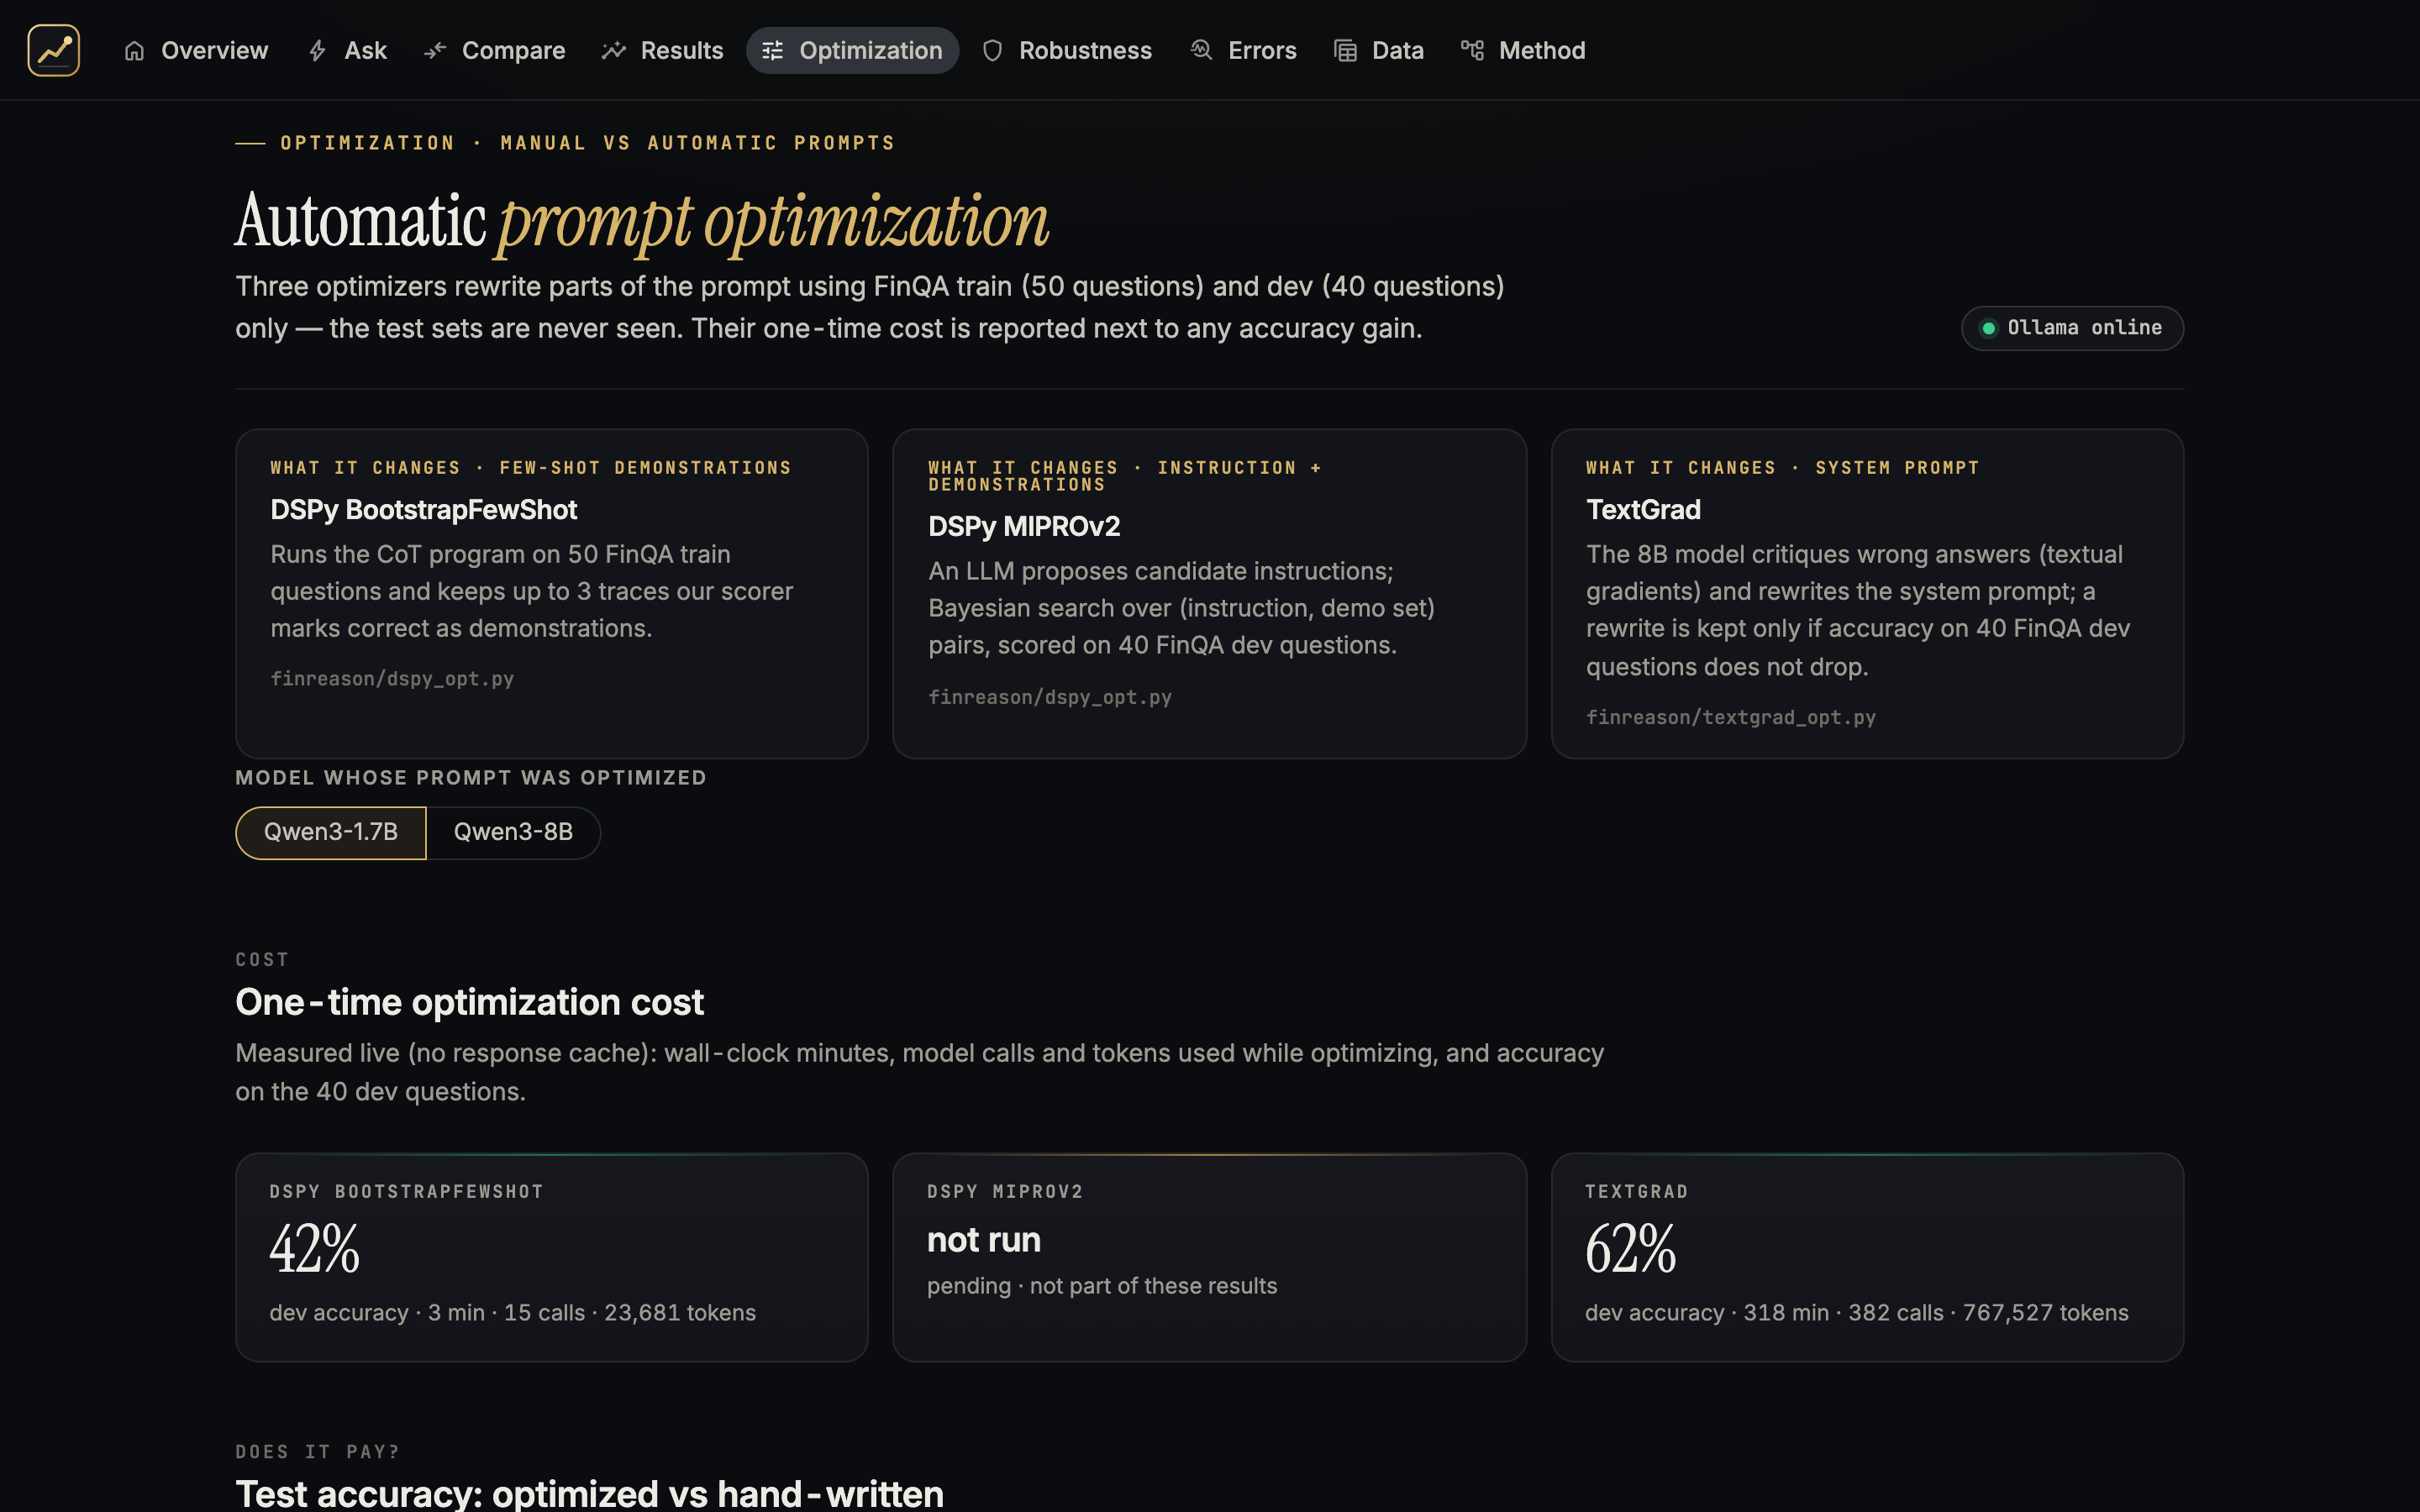 Overview Ask Compare Results Optimization Robustness Errors Data Method
OPTIMIZATION · MANUAL VS AUTOMATIC PROMPTS
Automatic prompt optimization
Three optimizers rewrite parts of the prompt using FinQA train (50 questions) and dev (40 questions)
only — the test sets are never seen. Their one-time cost is reported next to any accuracy gain.
Ollama online
WHAT IT CHANGES · FEW-SHOT DEMONSTRATIONS
DSPy BootstrapFewShot
Runs the CoT program on 50 FinQA train
questions and keeps up to 3 traces our scorer
marks correct as demonstrations.
finreason/dspy_opt.py
WHAT IT CHANGES · INSTRUCTION +
DEMONSTRATIONS
DSPy MIPROv2
An LLM proposes candidate instructions;
Bayesian search over (instruction, demo set)
pairs, scored on 40 FinQA dev questions.
finreason/dspy_opt.py
WHAT IT CHANGES · SYSTEM PROMPT
TextGrad
The 8B model critiques wrong answers (textual
gradients) and rewrites the system prompt; a
rewrite is kept only if accuracy on 40 FinQA dev
questions does not drop.
finreason/textgrad_opt.py
MODEL WHOSE PROMPT WAS OPTIMIZED
Qwen3-1.7B Qwen3-8B
COST
One-time optimization cost
Measured live (no response cache): wall-clock minutes, model calls and tokens used while optimizing, and accuracy
on the 40 dev questions.
DSPY BOOTSTRAPFEWSHOT
42%
dev accuracy · 3 min · 15 calls · 23,681 tokens
DSPY MIPROV2
not run
pending · not part of these results
TEXTGRAD
62%
dev accuracy · 318 min · 382 calls · 767,527 tokens
DOES IT PAY?
Test accuracy: optimized vs hand-written